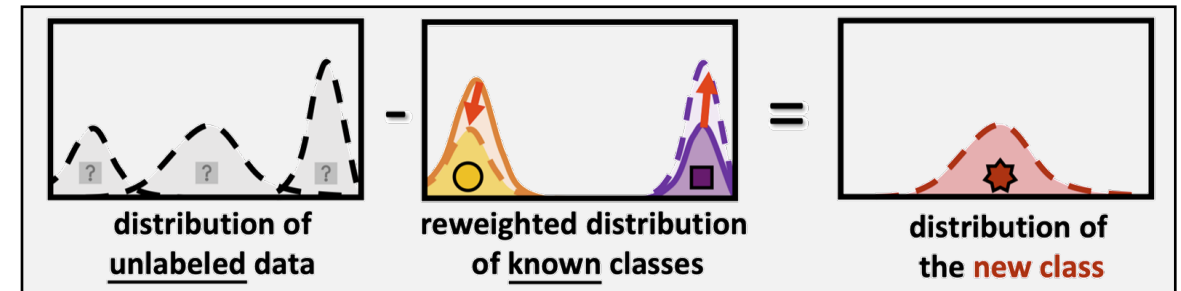 ? ? ?
- =
distribution of
unlabeled data
reweighted distribution
of known classes
distribution of
the new class